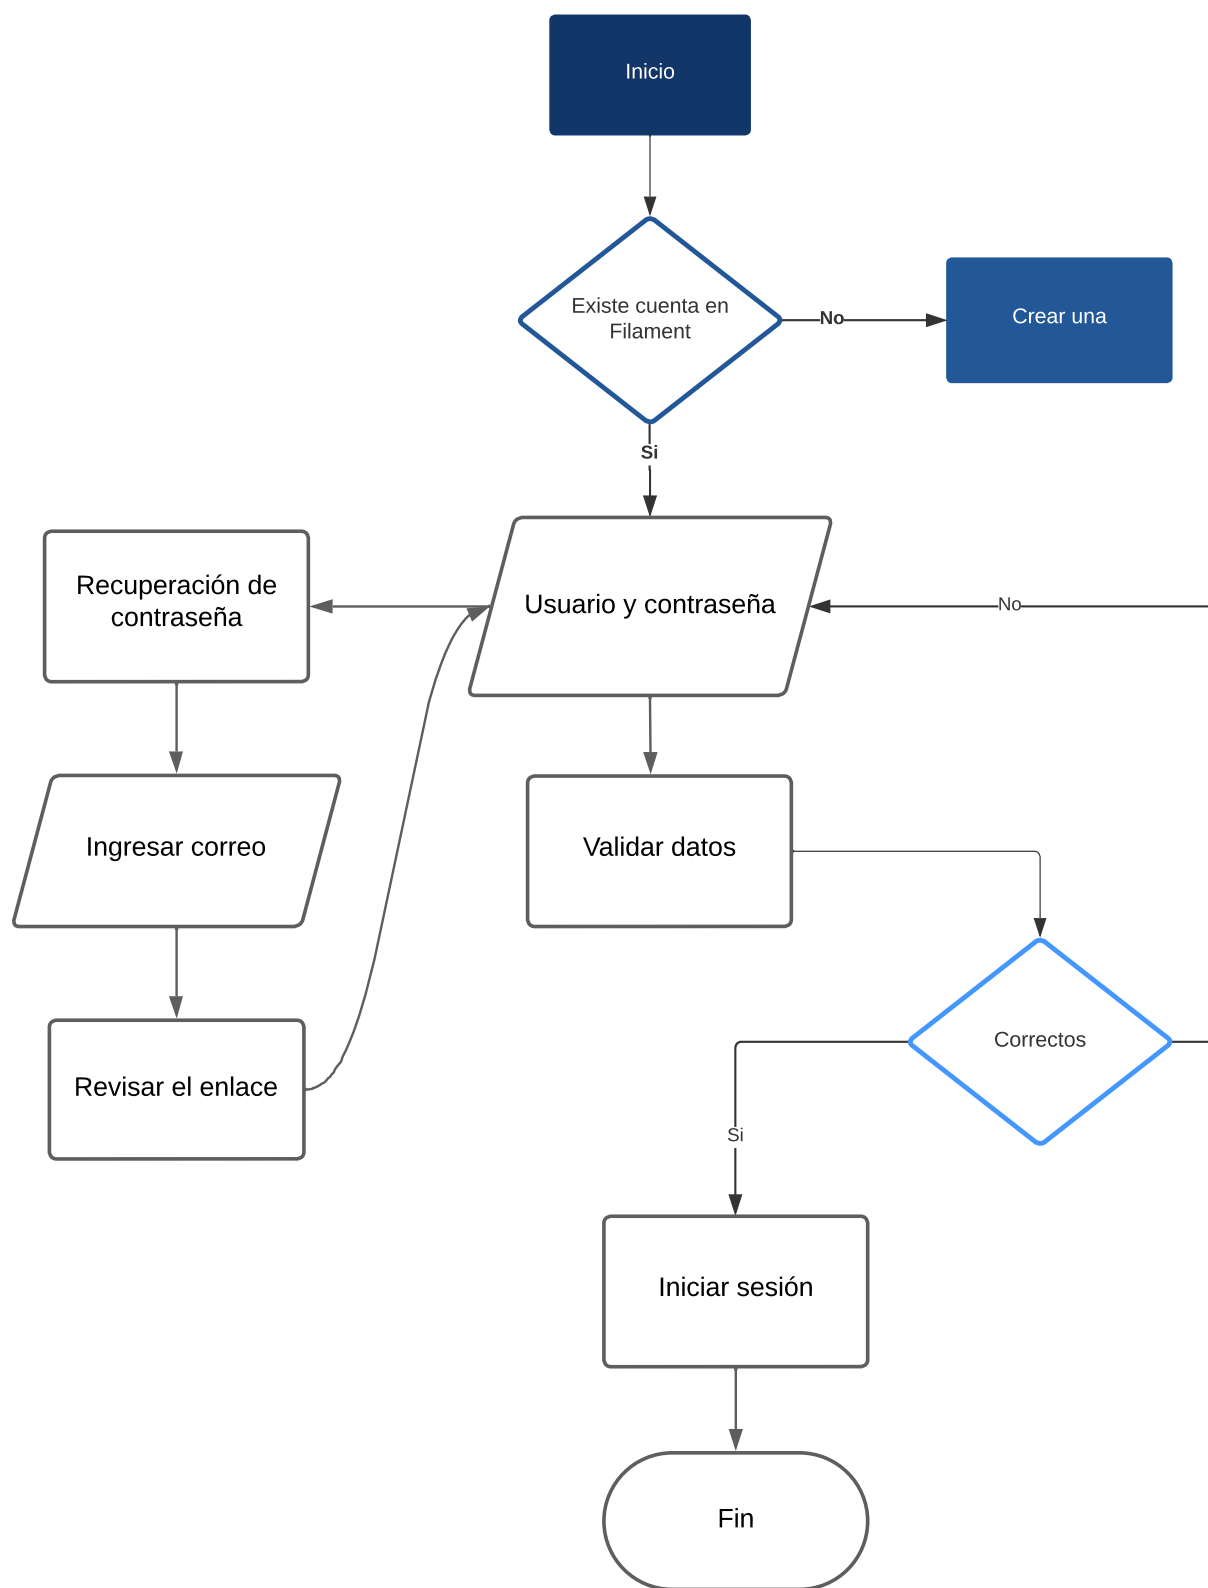 Inicio
Existe cuenta en
Filament
No
Crear una
Si
Recuperación de
contraseña
Usuario y contraseña
No
Ingresar correo
Validar datos
Correctos
Revisar el enlace
Si
Iniciar sesión
Fin